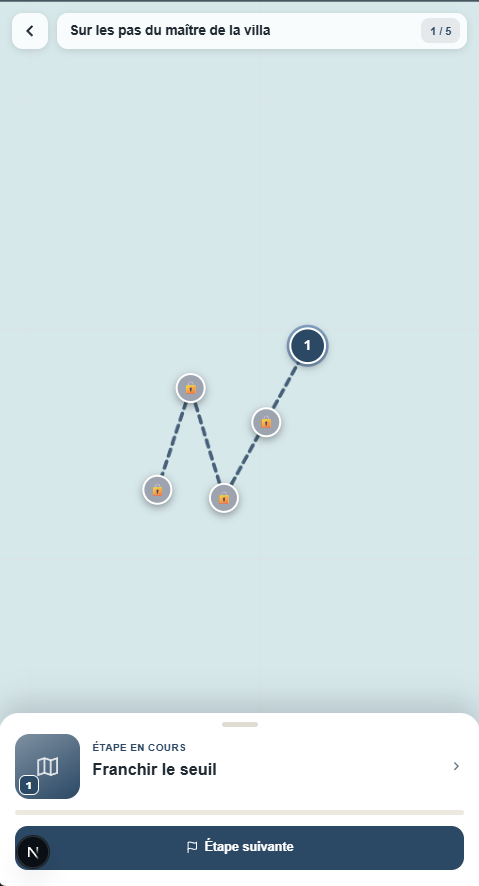 Sur les pas du maître de la villa
1 / 5
1
ÉTAPE EN COURS
Franchir le seuil
1
Étape suivante
N